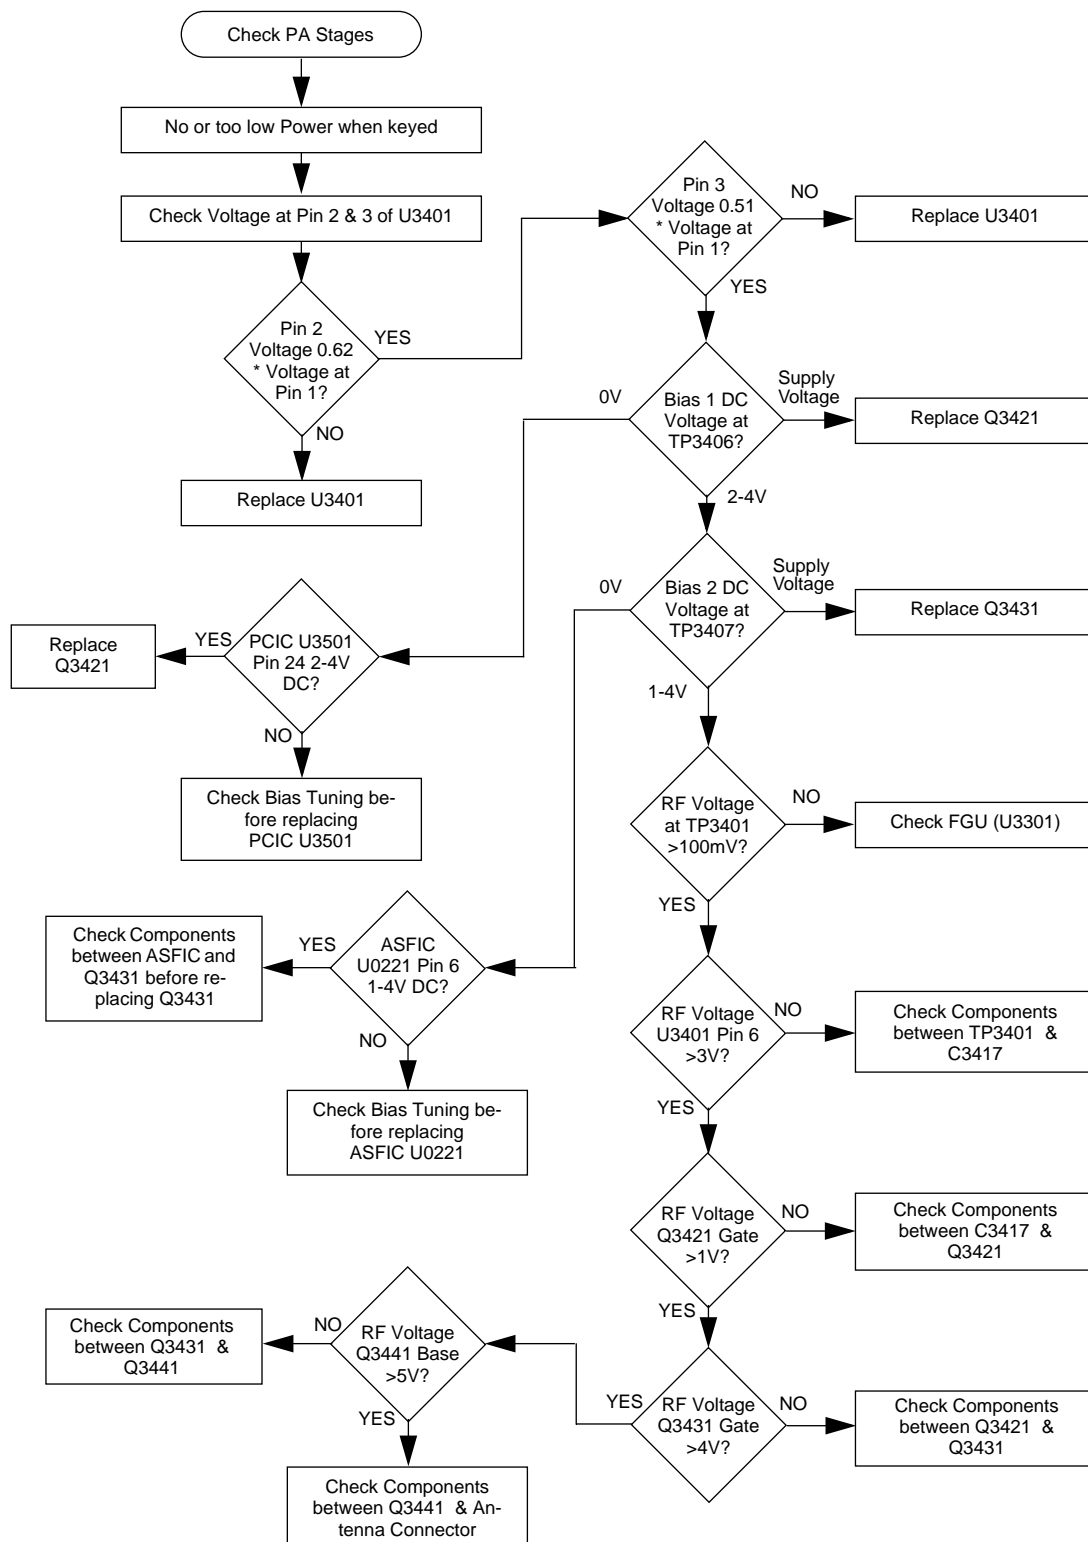 Check PA Stages
No or too low Power when keyed
Check Voltage at Pin 2 & 3 of U3401
Pin 2
Voltage 0.62
* Voltage at
Pin 1?
YES
NO
Replace U3401
Pin 3
Voltage 0.51
* Voltage at
Pin 1?
NO
Replace U3401
YES
Bias 1 DC
Voltage at
TP3406?
0V
Supply
Voltage
Replace Q3421
2-4V
Bias 2 DC
Voltage at
TP3407?
0V
Supply
Voltage
Replace Q3431
1-4V
PCIC U3501
Pin 24 2-4V
DC?
YES
Replace
Q3421
NO
Check Bias Tuning be-
fore replacing
PCIC U3501
RF Voltage
at TP3401
>100mV?
NO
Check FGU (U3301)
YES
ASFIC
U0221 Pin 6
1-4V DC?
YES
Check Components
between ASFIC and
Q3431 before re-
placing Q3431
NO
Check Bias Tuning be-
fore replacing
ASFIC U0221
RF Voltage
U3401 Pin 6
>3V?
NO
Check Components
between TP3401 &
C3417
YES
RF Voltage
Q3421 Gate
>1V?
NO
Check Components
between C3417 &
Q3421
YES
RF Voltage
Q3431 Gate
>4V?
NO
Check Components
between Q3421 &
Q3431
YES
RF Voltage
Q3441 Base
>5V?
NO
Check Components
between Q3431 &
Q3441
YES
Check Components
between Q3441 & An-
tenna Connector